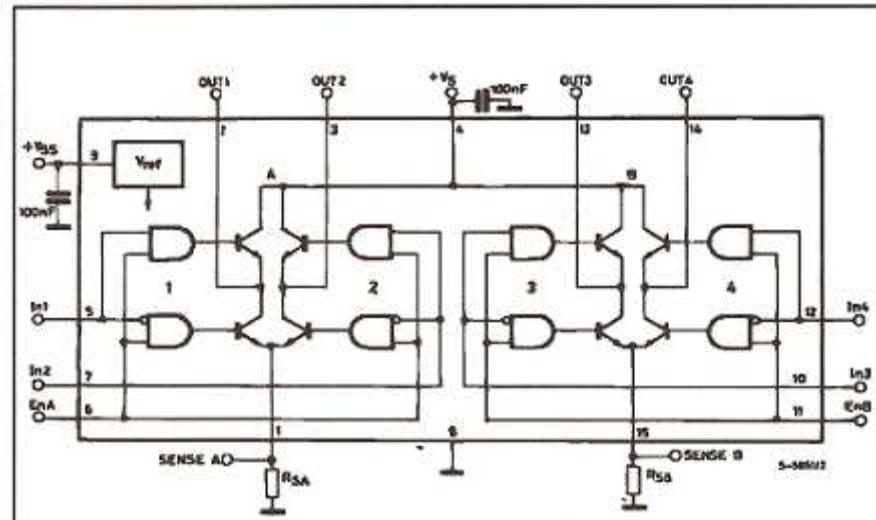 OUT1 OUT2 +VS 100nF OUT3 OUT4
2 3 4 13 14
+VSS 9 Vref A B
100nF
1 2 3 4
In1 5 12 In4
In2 7 10 In3
EnA 6 11 EnB
1 8 15
SENSE A SENSE B
RSA RSB